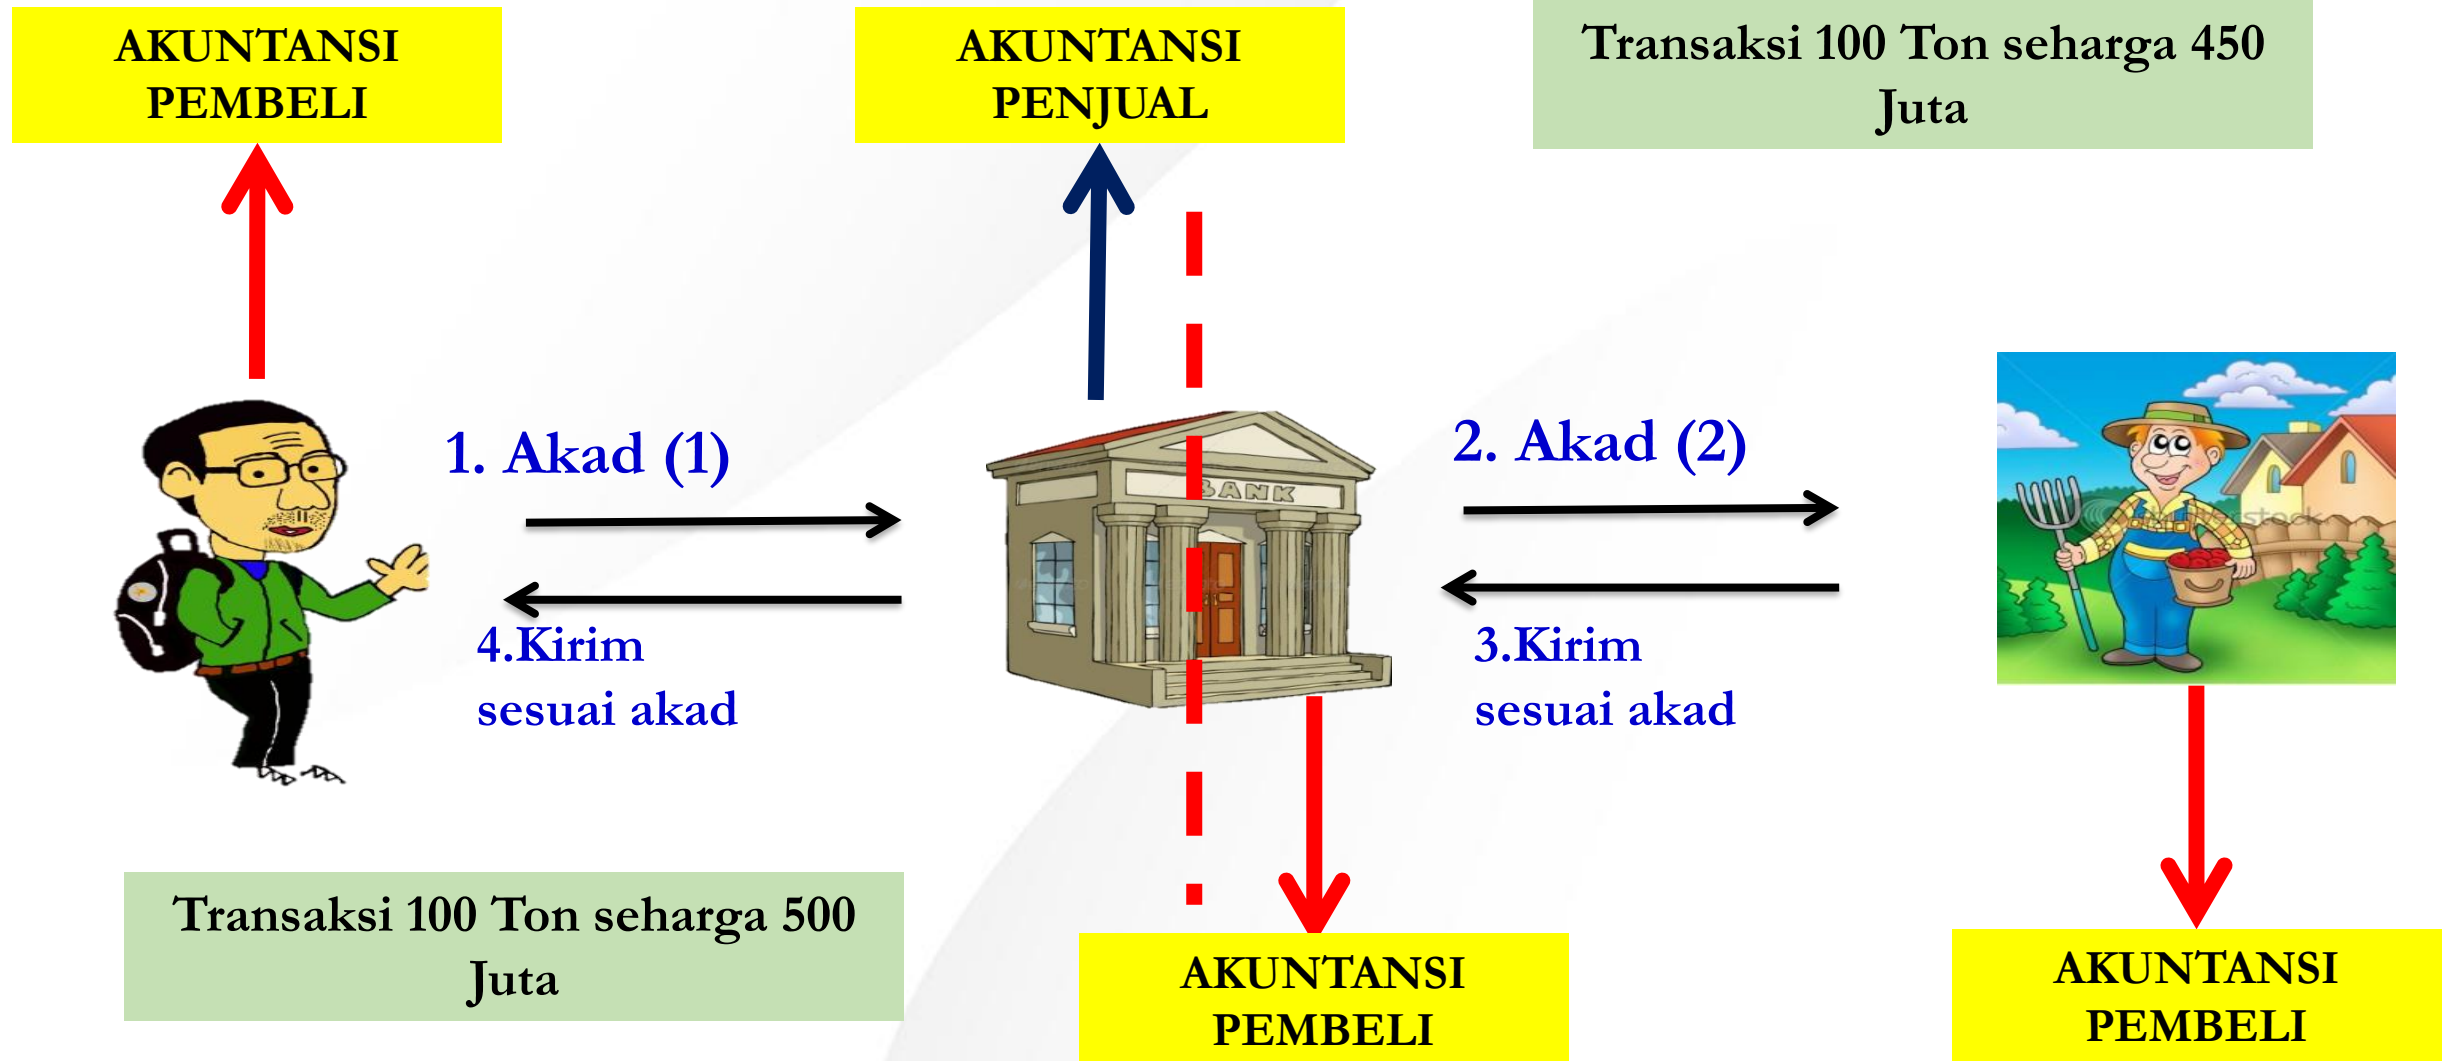 AKUNTANSI
PEMBELI
AKUNTANSI
PENJUAL
Transaksi 100 Ton seharga 450
Juta
1. Akad (1)
2. Akad (2)
BANK
4.Kirim
sesuai akad
3.Kirim
sesuai akad
Transaksi 100 Ton seharga 500
Juta
AKUNTANSI
PEMBELI
AKUNTANSI
PEMBELI